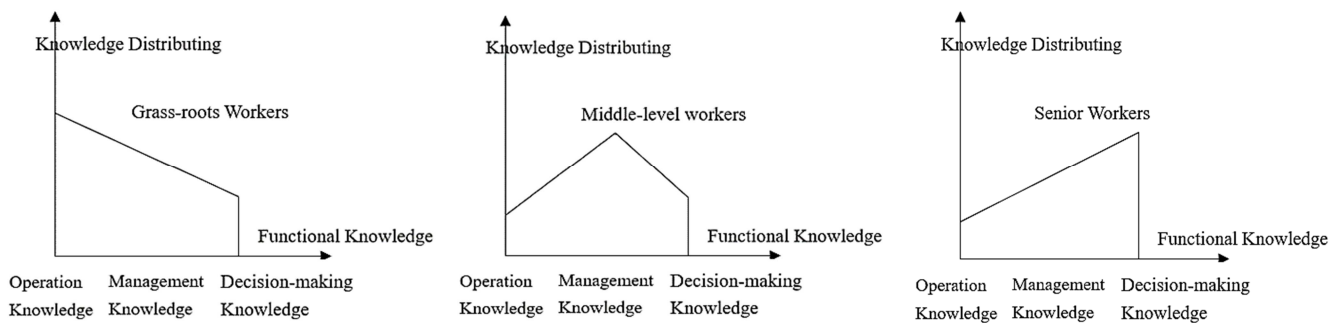 Knowledge Distributing
Grass-roots Workers
Functional Knowledge
Operation Knowledge
Management Knowledge
Decision-making Knowledge
Knowledge Distributing
Middle-level workers
Functional Knowledge
Operation Knowledge
Management Knowledge
Decision-making Knowledge
Knowledge Distributing
Senior Workers
Functional Knowledge
Operation Knowledge
Management Knowledge
Decision-making Knowledge